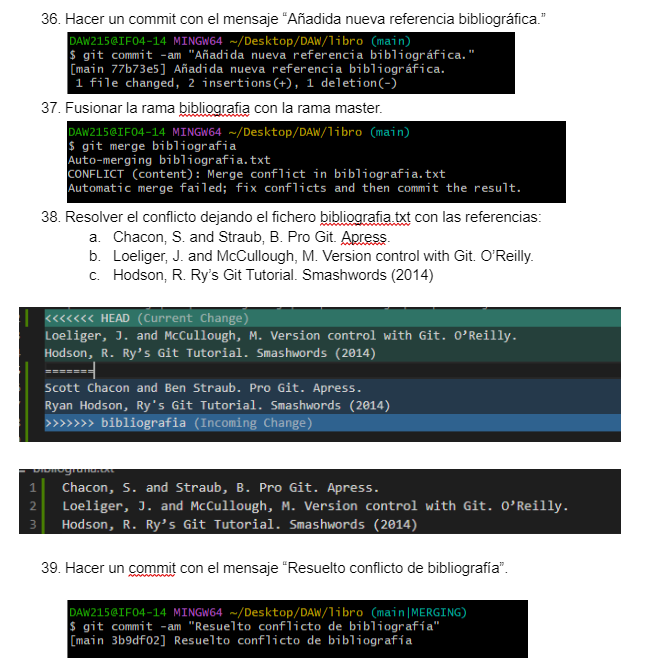 36. Hacer un commit con el mensaje “Añadida nueva referencia bibliográfica.”
DAW215@IF04-14 MINGW64 ~/Desktop/DAW/libro (main)
$ git commit -am "Añadida nueva referencia bibliográfica."
[main 77b73e5] Añadida nueva referencia bibliográfica.
1 file changed, 2 insertions(+), 1 deletion(-)
37. Fusionar la rama bibliografia con la rama master.
DAW215@IF04-14 MINGW64 ~/Desktop/DAW/libro (main)
$ git merge bibliografia
Auto-merging bibliografia.txt
CONFLICT (content): Merge conflict in bibliografia.txt
Automatic merge failed; fix conflicts and then commit the result.
38. Resolver el conflicto dejando el fichero bibliografia.txt con las referencias:
a. Chacon, S. and Straub, B. Pro Git. Apress.
b. Loeliger, J. and McCullough, M. Version control with Git. O’Reilly.
c. Hodson, R. Ry’s Git Tutorial. Smashwords (2014)
<<<<<<< HEAD (Current Change)
Loeliger, J. and McCullough, M. Version control with Git. O’Reilly.
Hodson, R. Ry’s Git Tutorial. Smashwords (2014)
=======
Scott Chacon and Ben Straub. Pro Git. Apress.
Ryan Hodson, Ry's Git Tutorial. Smashwords (2014)
>>>>>>> bibliografia (Incoming Change)
bibliografia.txt
1 Chacon, S. and Straub, B. Pro Git. Apress.
2 Loeliger, J. and McCullough, M. Version control with Git. O’Reilly.
3 Hodson, R. Ry’s Git Tutorial. Smashwords (2014)
39. Hacer un commit con el mensaje “Resuelto conflicto de bibliografía”.
DAW215@IF04-14 MINGW64 ~/Desktop/DAW/libro (main|MERGING)
$ git commit -am "Resuelto conflicto de bibliografía"
[main 3b9df02] Resuelto conflicto de bibliografía